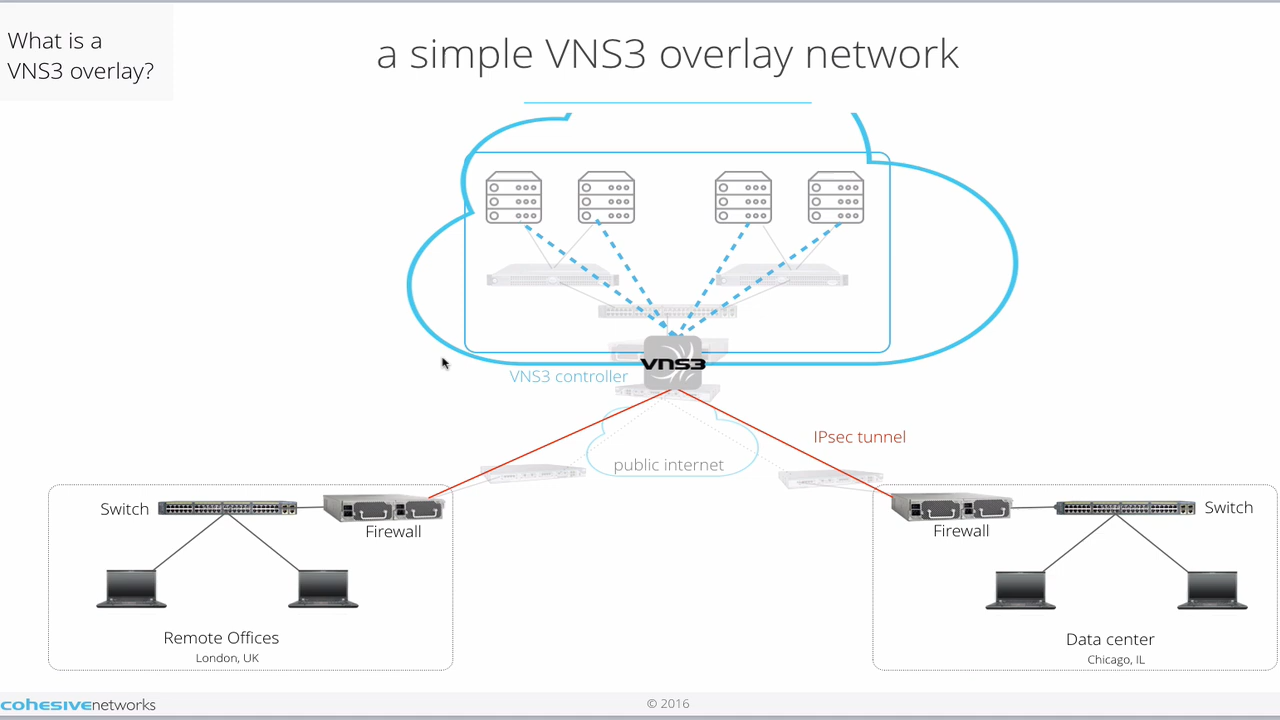 What is a
VNS3 overlay?
a simple VNS3 overlay network
VNS3
VNS3 controller
IPsec tunnel
public internet
Switch
Firewall
Remote Offices
London, UK
Firewall
Switch
Data center
Chicago, IL
cohesivenetworks
© 2016